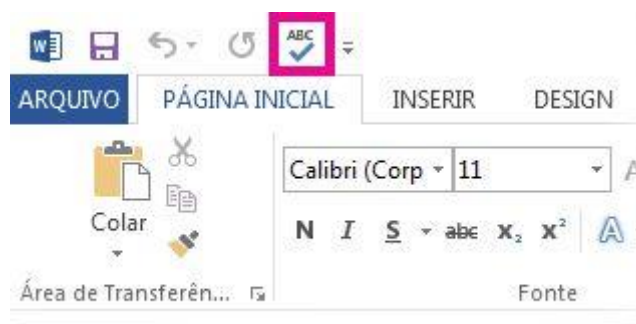 W ABC
ARQUIVO PÁGINA INICIAL INSERIR DESIGN
Calibri (Corp 11 A
Colar N I S abc X₂ X² A
Área de Transferên... Fonte